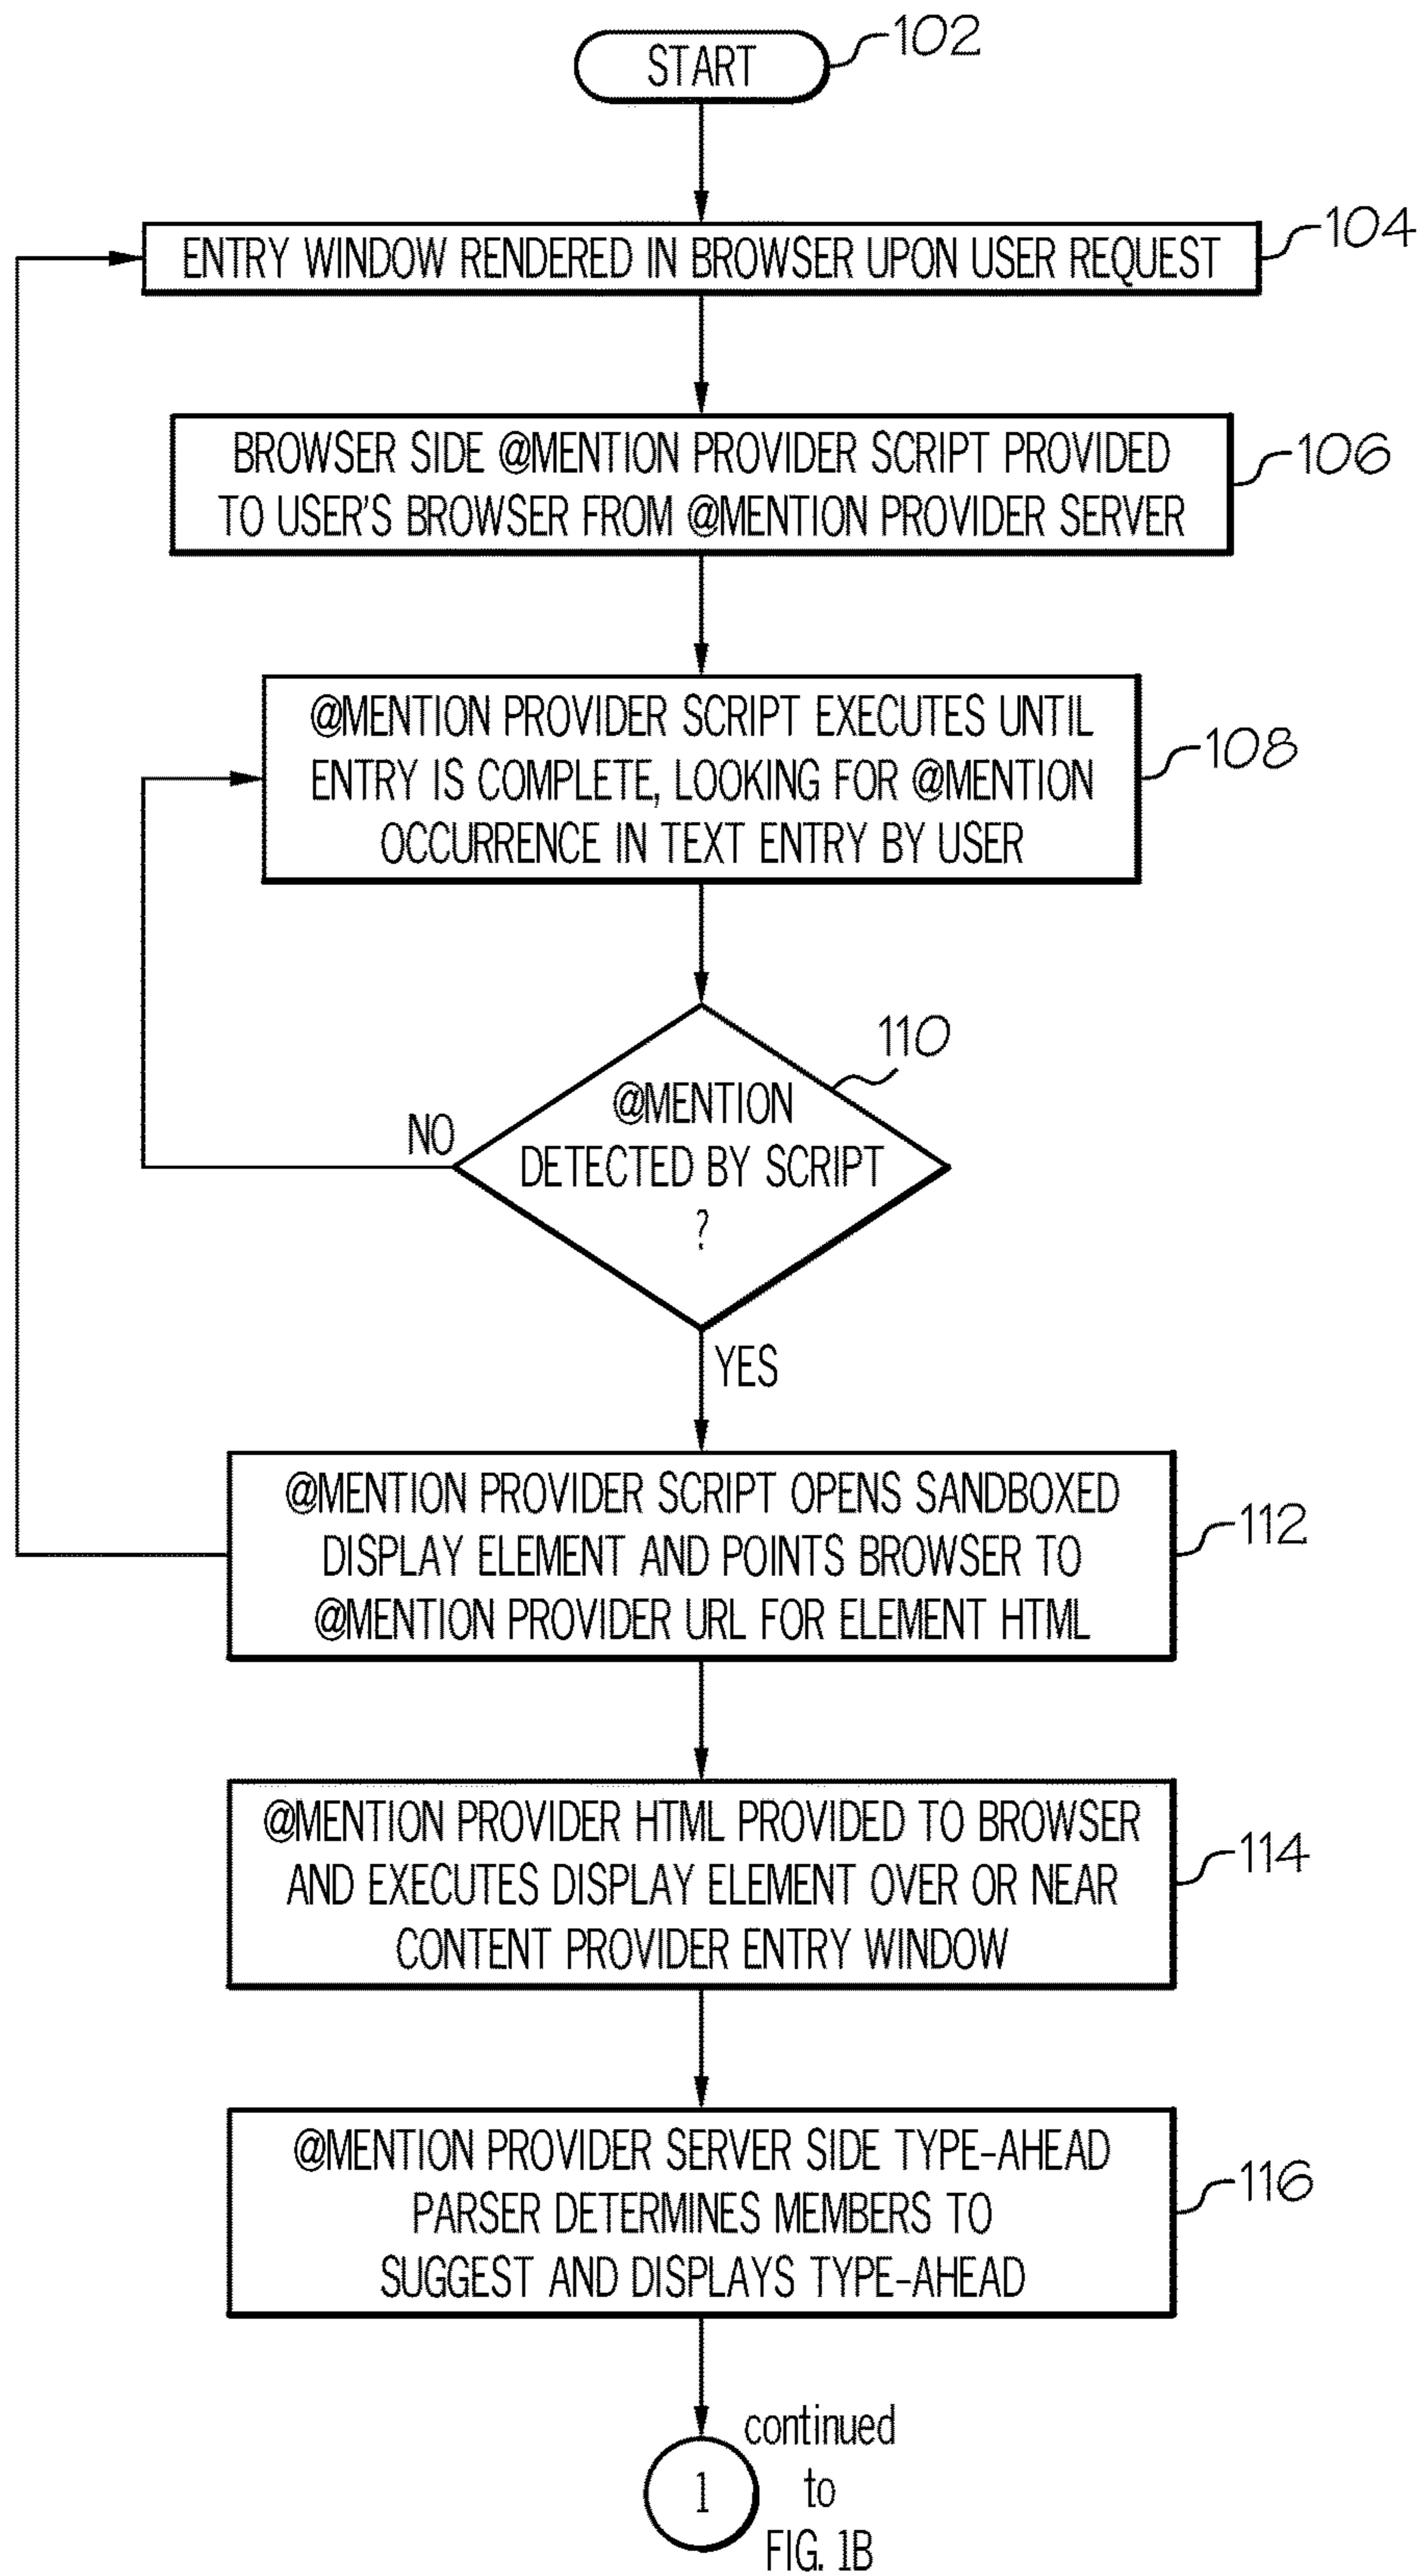 START
102
ENTRY WINDOW RENDERED IN BROWSER UPON USER REQUEST
104
BROWSER SIDE @MENTION PROVIDER SCRIPT PROVIDED
TO USER'S BROWSER FROM @MENTION PROVIDER SERVER
106
@MENTION PROVIDER SCRIPT EXECUTES UNTIL
ENTRY IS COMPLETE, LOOKING FOR @MENTION
OCCURRENCE IN TEXT ENTRY BY USER
108
110
@MENTION
DETECTED BY SCRIPT
?
NO
YES
@MENTION PROVIDER SCRIPT OPENS SANDBOXED
DISPLAY ELEMENT AND POINTS BROWSER TO
@MENTION PROVIDER URL FOR ELEMENT HTML
112
@MENTION PROVIDER HTML PROVIDED TO BROWSER
AND EXECUTES DISPLAY ELEMENT OVER OR NEAR
CONTENT PROVIDER ENTRY WINDOW
114
@MENTION PROVIDER SERVER SIDE TYPE-AHEAD
PARSER DETERMINES MEMBERS TO
SUGGEST AND DISPLAYS TYPE-AHEAD
116
1
continued
to
FIG. 1B